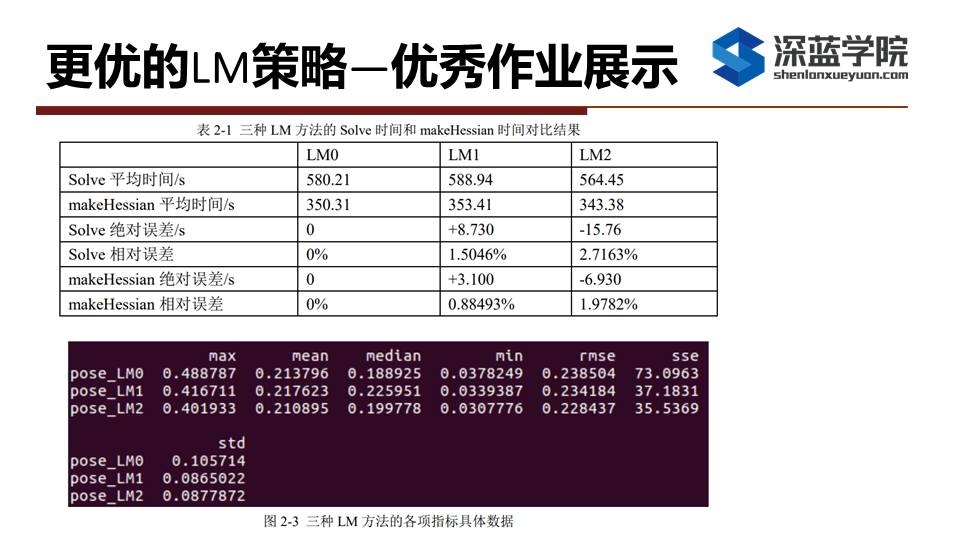 更优的LM策略—优秀作业展示
深蓝学院
shenlanxueyuan.com
表 2-1 三种 LM 方法的 Solve 时间和 makeHessian 时间对比结果
LM0 LM1 LM2
Solve 平均时间/s 580.21 588.94 564.45
makeHessian 平均时间/s 350.31 353.41 343.38
Solve 绝对误差/s 0 +8.730 -15.76
Solve 相对误差 0% 1.5046% 2.7163%
makeHessian 绝对误差/s 0 +3.100 -6.930
makeHessian 相对误差 0% 0.88493% 1.9782%
max mean median min rmse sse
pose_LM0 0.488787 0.213796 0.188925 0.0378249 0.238504 73.0963
pose_LM1 0.416711 0.217623 0.225951 0.0339387 0.234184 37.1831
pose_LM2 0.401933 0.210895 0.199778 0.0307776 0.228437 35.5369
std
pose_LM0 0.105714
pose_LM1 0.0865022
pose_LM2 0.0877872
图 2-3 三种 LM 方法的各项指标具体数据